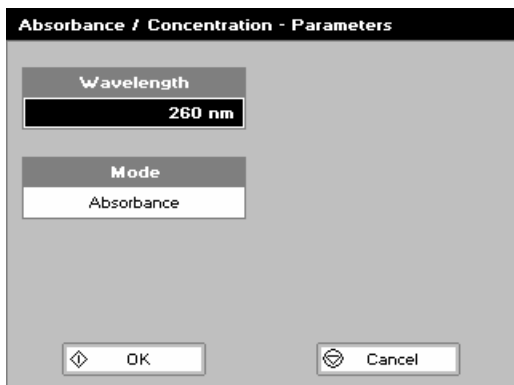 Absorbance / Concentration - Parameters
Wavelength
260 nm
Mode
Absorbance
OK
Cancel